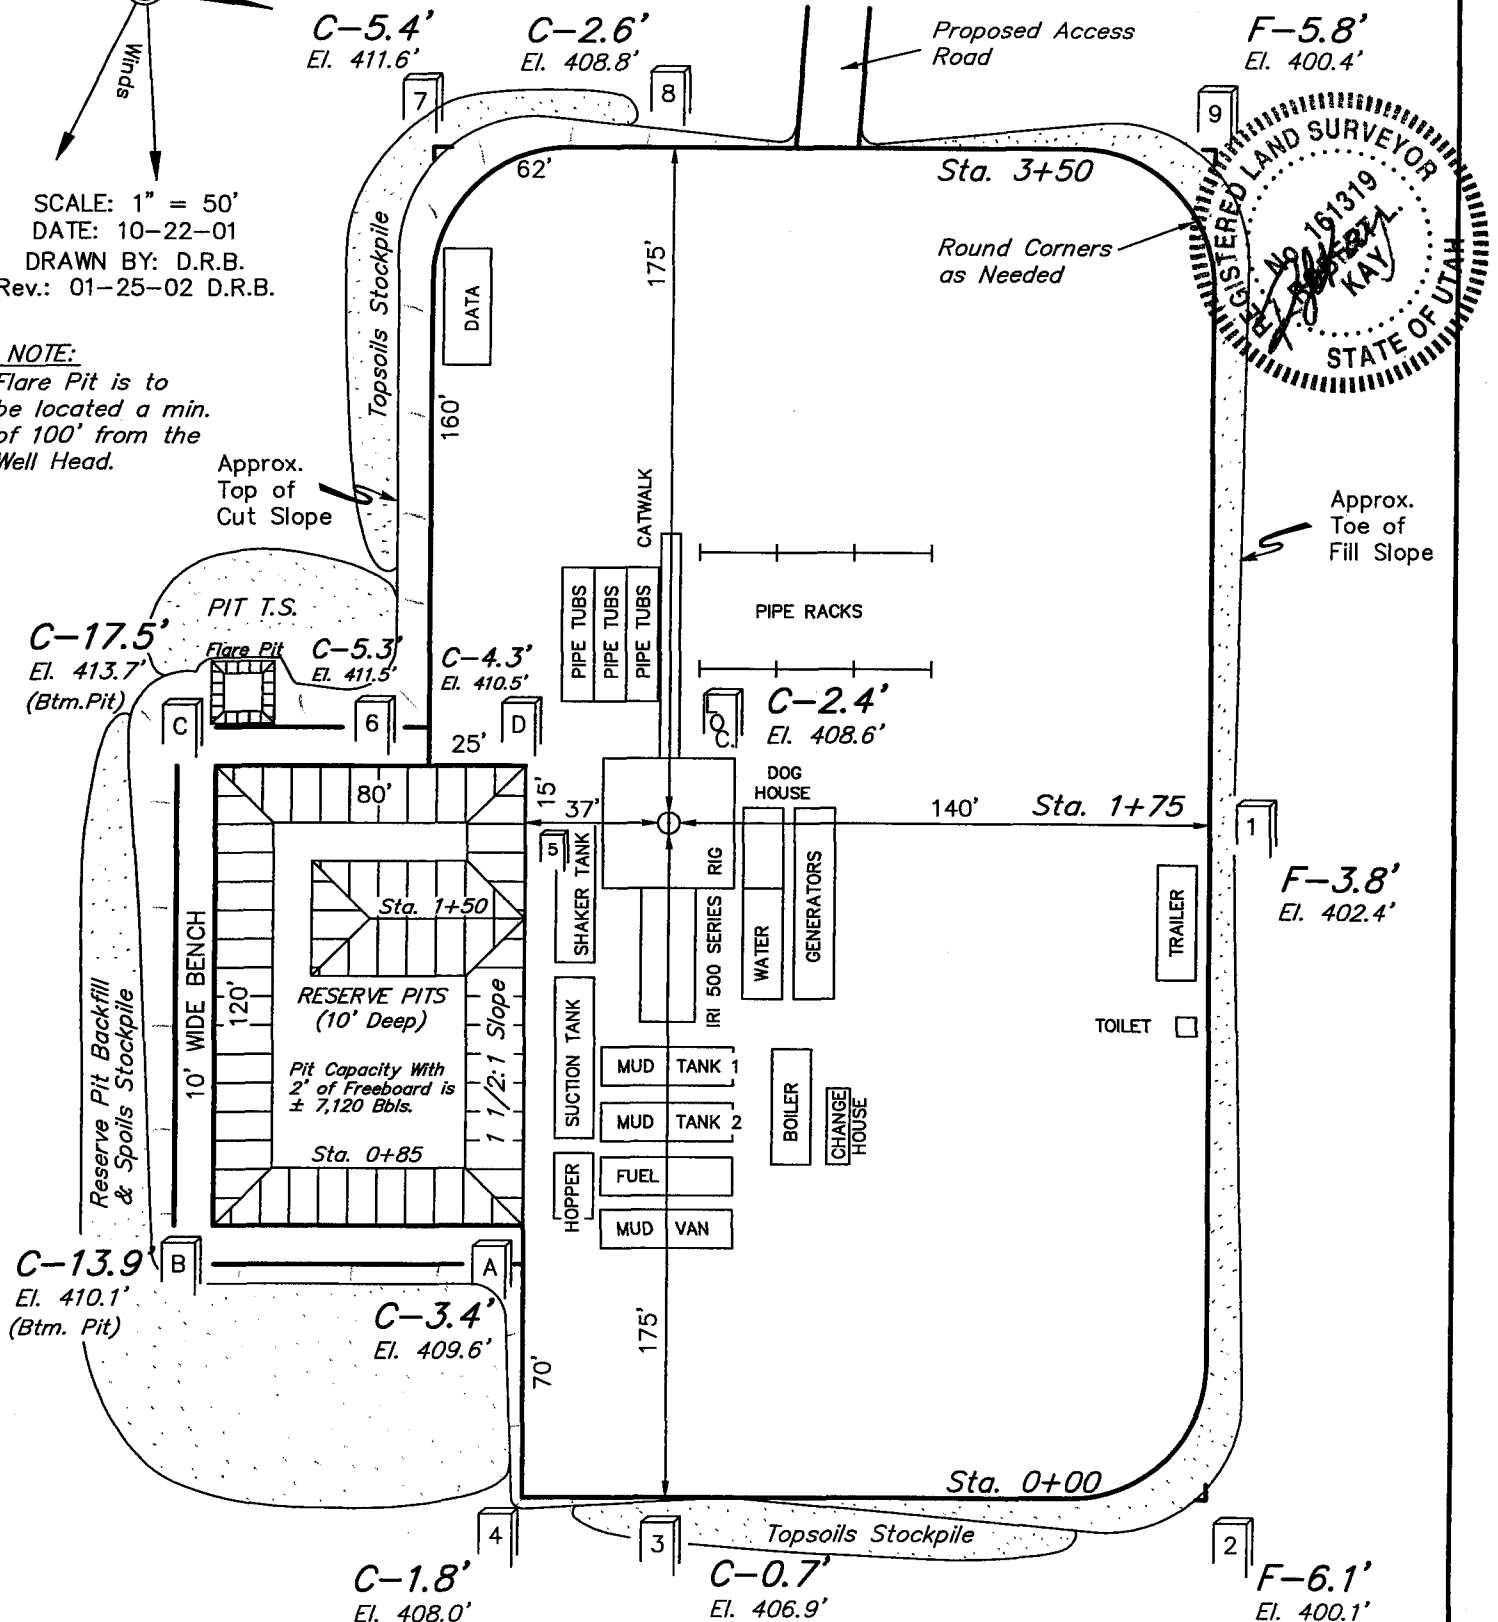 C-5.4'
El. 411.6'
C-2.6'
El. 408.8'
Proposed Access
Road
F-5.8'
El. 400.4'
Winds
7
8
9
SCALE: 1" = 50'
DATE: 10-22-01
DRAWN BY: D.R.B.
Rev.: 01-25-02 D.R.B.
62'
Sta. 3+50
REGISTERED LAND SURVEYOR
No. 161319
KAY
STATE OF UTAH
Round Corners
as Needed
175'
Topsoils Stockpile
DATA
NOTE:
Flare Pit is to
be located a min.
of 100' from the
Well Head.
160'
Approx.
Top of
Cut Slope
CATWALK
Approx.
Toe of
Fill Slope
PIPE TUBS
PIPE TUBS
PIPE TUBS
PIPE RACKS
PIT T.S.
C-17.5'
El. 413.7'
(Btm.Pit)
Flare Pit
C-5.3'
El. 411.5'
C-4.3'
El. 410.5'
C-2.4'
El. 408.6'
C
6
D
LOC.
25'
80'
15'
37'
DOG
HOUSE
140'
Sta. 1+75
1
F-3.8'
El. 402.4'
5
SHAKER TANK
RIG
IRI 500 SERIES
WATER
GENERATORS
TRAILER
TOILET
Sta. 1+50
RESERVE PITS
(10' Deep)
Pit Capacity With
2' of Freeboard is
± 7,120 Bbls.
Sta. 0+85
1 1/2:1 Slope
120'
10' WIDE BENCH
Reserve Pit Backfill
& Spoils Stockpile
SUCTION TANK
HOPPER
MUD TANK 1
MUD TANK 2
FUEL
MUD VAN
BOILER
CHANGE
HOUSE
C-13.9'
El. 410.1'
(Btm. Pit)
B
A
C-3.4'
El. 409.6'
70'
175'
Sta. 0+00
Topsoils Stockpile
4
3
2
C-1.8'
El. 408.0'
C-0.7'
El. 406.9'
F-6.1'
El. 400.1'